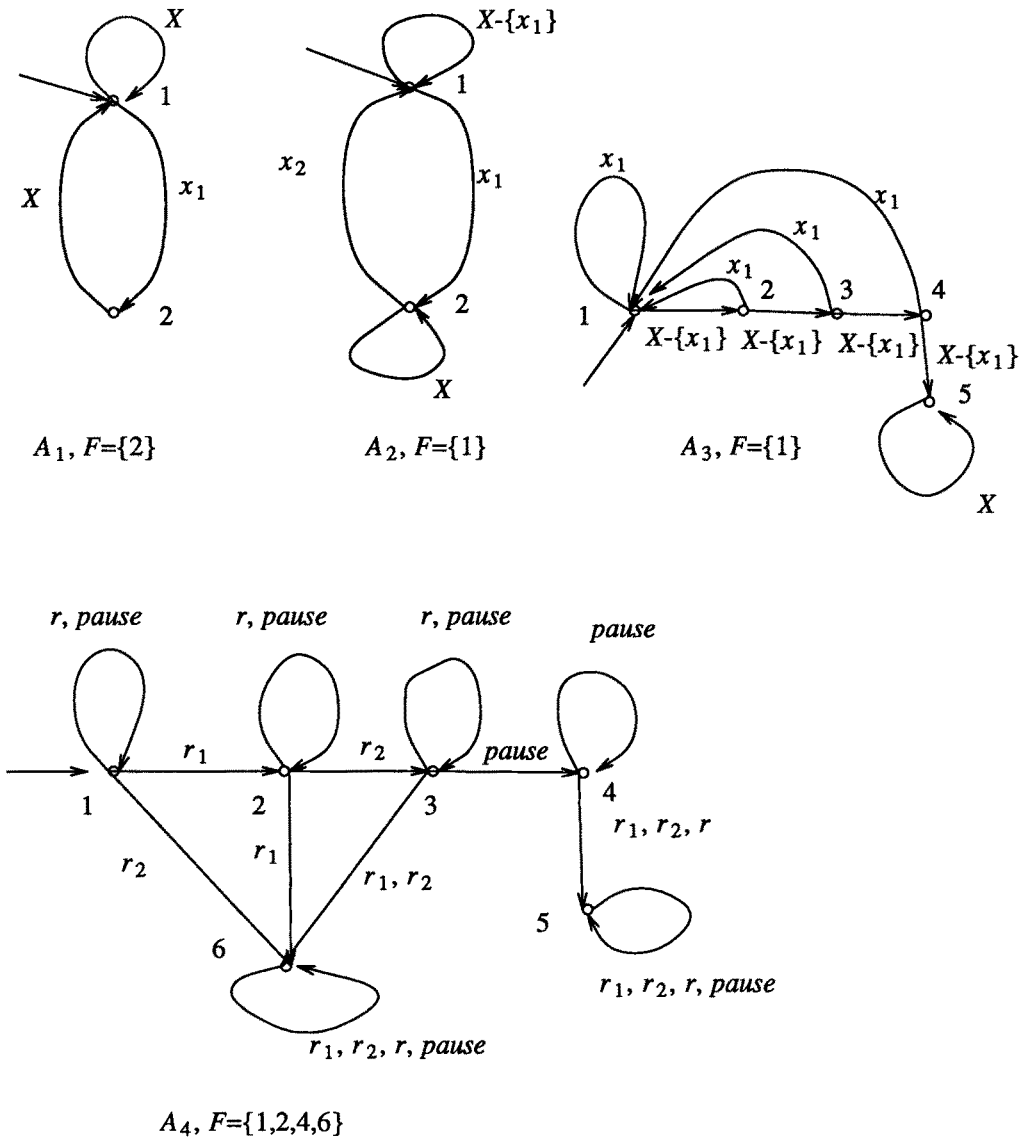 X
1
X
x1
2
A1, F={2}
X-{x1}
1
x2
x1
2
X
A2, F={1}
x1
x1
x1
x1
1
2
3
4
X-{x1} X-{x1} X-{x1} X-{x1}
5
X
A3, F={1}
r, pause
r, pause
r, pause
pause
r1
r2
pause
1
2
3
4
r2
r1
r1, r2
r1, r2, r
6
5
r1, r2, r, pause
r1, r2, r, pause
A4, F={1,2,4,6}